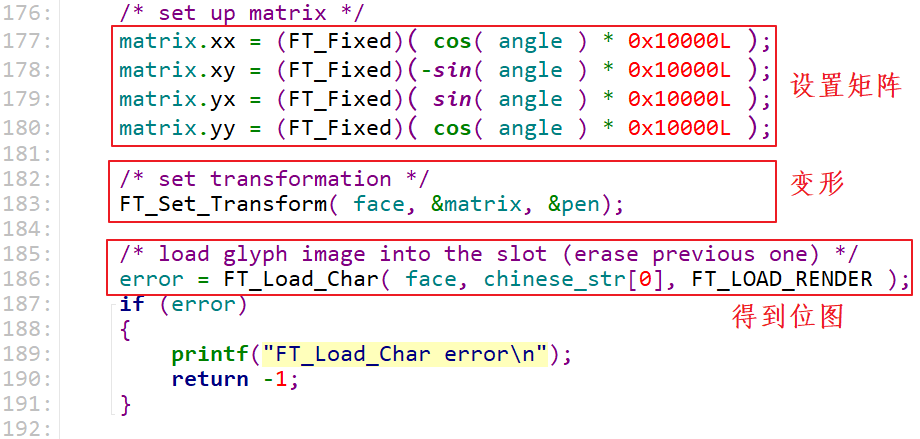 176: /* set up matrix */
177: matrix.xx = (FT_Fixed)( cos( angle ) * 0x10000L );
178: matrix.xy = (FT_Fixed)(-sin( angle ) * 0x10000L );
179: matrix.yx = (FT_Fixed)( sin( angle ) * 0x10000L );
180: matrix.yy = (FT_Fixed)( cos( angle ) * 0x10000L );
设置矩阵
181:
182: /* set transformation */
183: FT_Set_Transform( face, &matrix, &pen);
变形
184:
185: /* load glyph image into the slot (erase previous one) */
186: error = FT_Load_Char( face, chinese_str[0], FT_LOAD_RENDER );
187: if (error)
得到位图
188: {
189: printf("FT_Load_Char error\n");
190: return -1;
191: }
192: